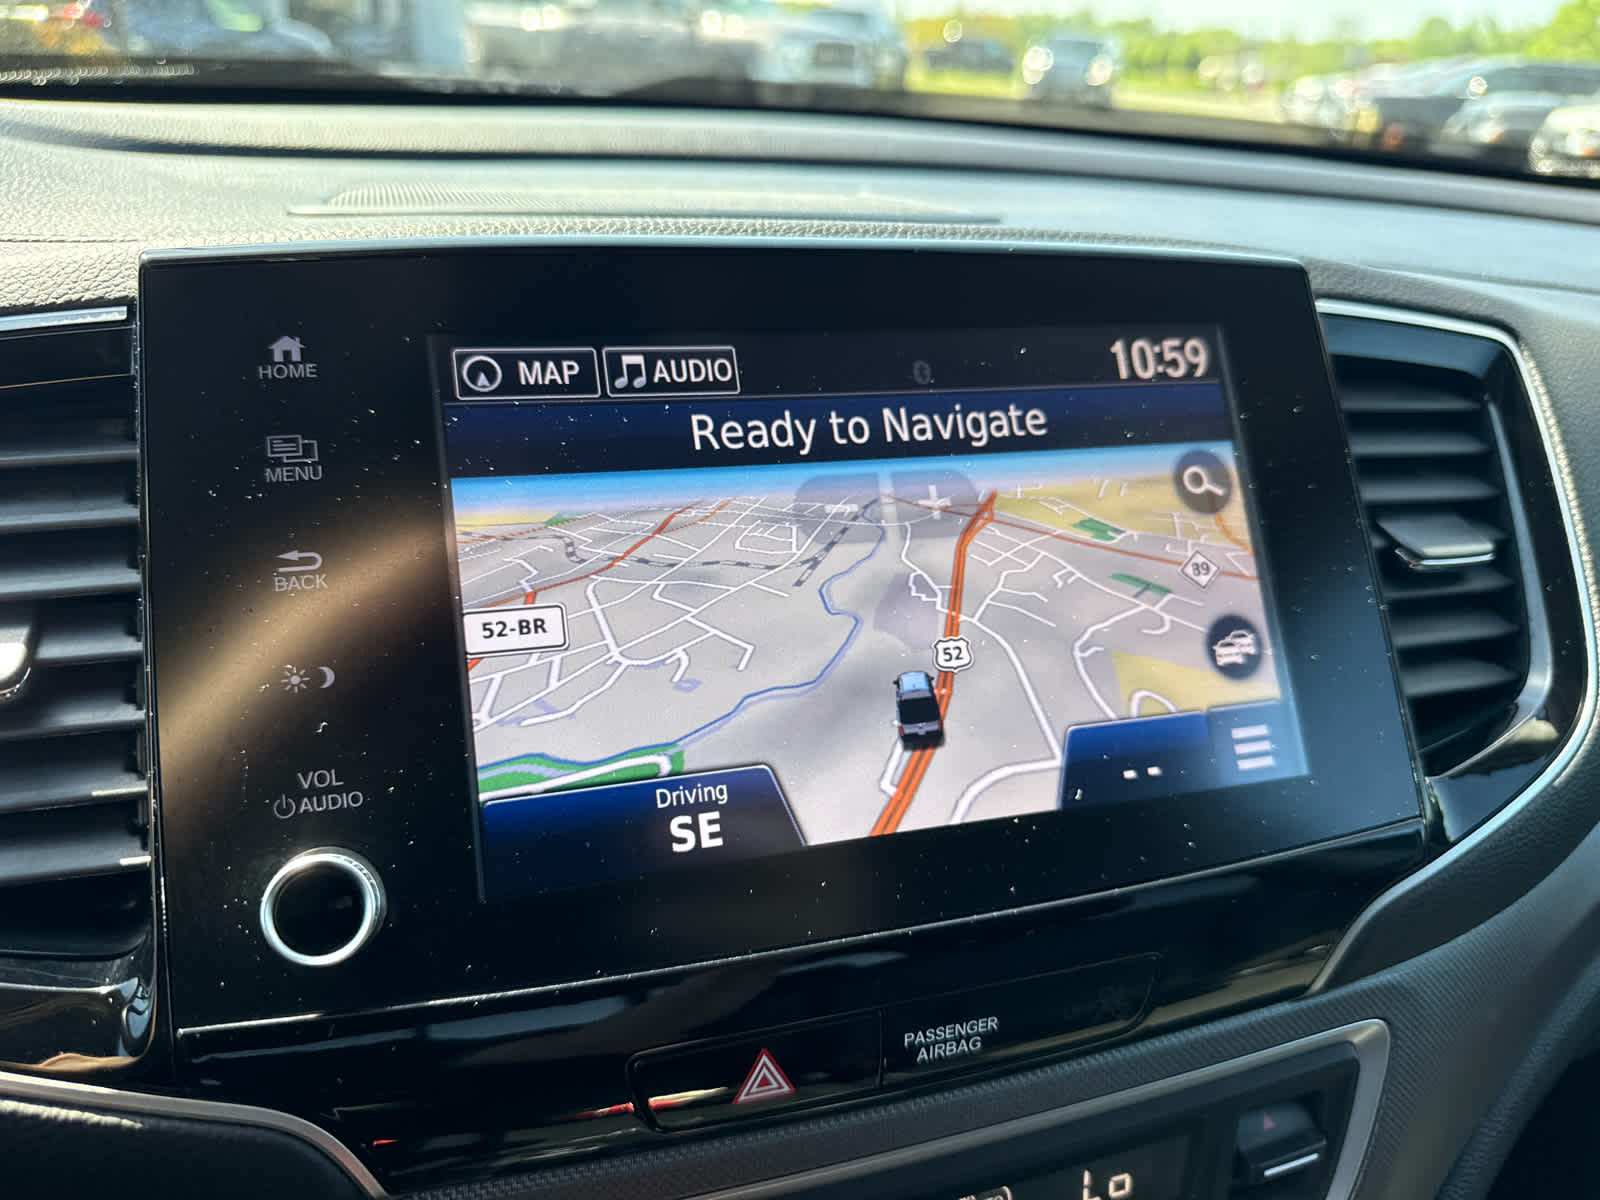 HOME
MAP
AUDIO
10:59
Ready to Navigate
MENU
BACK
89
52-BR
52
VOL
AUDIO
Driving
SE
--
PASSENGER
AIRBAG
Lo